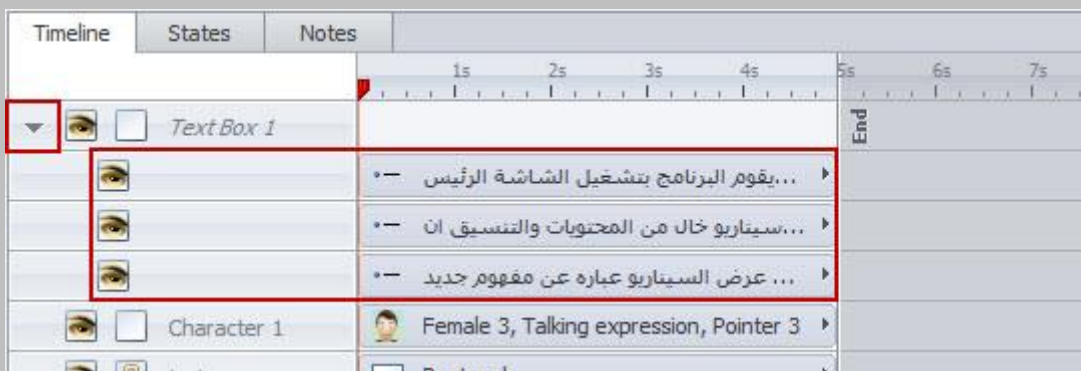 Timeline States Notes
1s 2s 3s 4s 5s 6s 7s
Text Box 1
End
يقوم البرنامج بتشغيل الشاشة الرئيس...
سيناريو خال من المحتويات والتنسيق ان...
عرض السيناريو عباره عن مفهوم جديد ...
Character 1 Female 3, Talking expression, Pointer 3